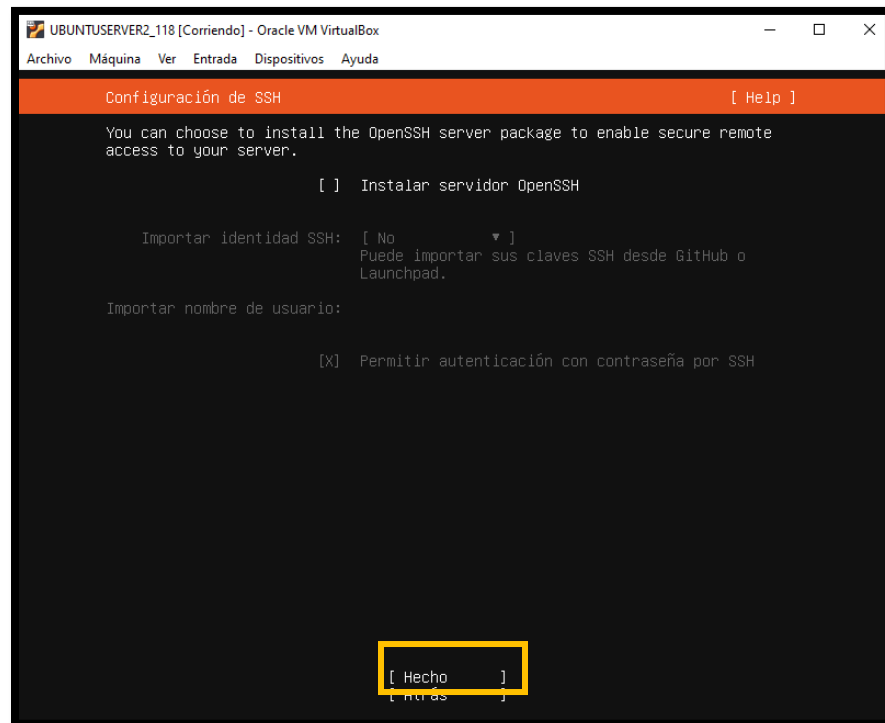 UBUNTUSERVER2_118 [Corriendo] - Oracle VM VirtualBox
Archivo Máquina Ver Entrada Dispositivos Ayuda
Configuración de SSH [ Help ]
You can choose to install the OpenSSH server package to enable secure remote
access to your server.
[ ] Instalar servidor OpenSSH
Importar identidad SSH: [ No ▾ ]
Puede importar sus claves SSH desde GitHub o
Launchpad.
Importar nombre de usuario:
[X] Permitir autenticación con contraseña por SSH
[ Hecho ]
[ Atrás ]